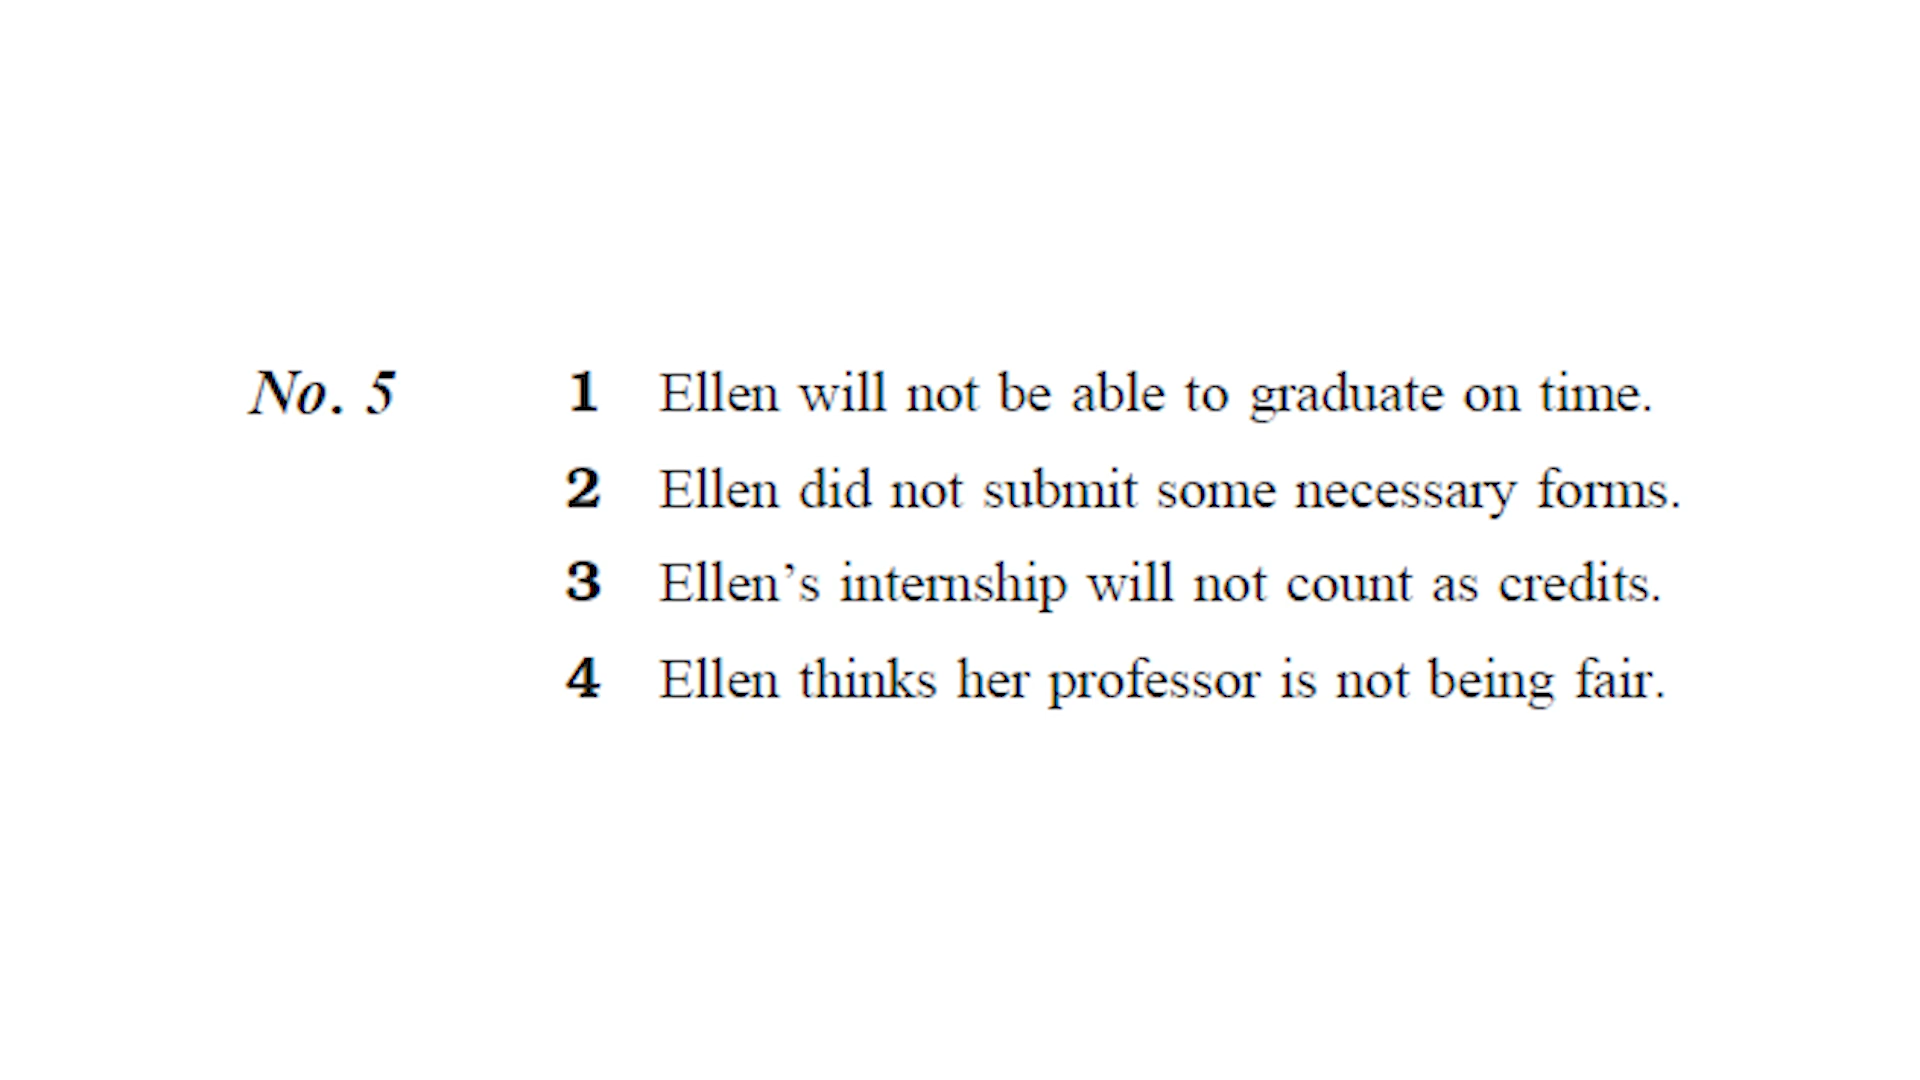 No. 5 1 Ellen will not be able to graduate on time.
2 Ellen did not submit some necessary forms.
3 Ellen’s internship will not count as credits.
4 Ellen thinks her professor is not being fair.